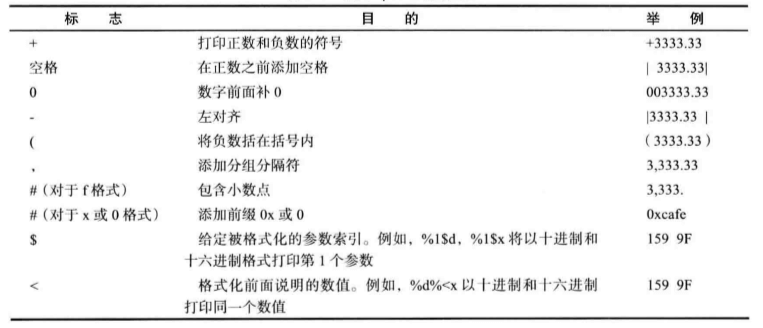 标 志 目 的 举 例
+ 打印正数和负数的符号 +3333.33
空格 在正数之前添加空格 | 3333.33|
0 数字前面补 0 003333.33
- 左对齐 |3333.33 |
( 将负数括在括号内 (3333.33)
, 添加分组分隔符 3,333.33
# (对于 f 格式) 包含小数点 3,333.
# (对于 x 或 0 格式) 添加前缀 0x 或 0 0xcafe
$ 给定被格式化的参数索引。例如，%1$d，%1$x 将以十进制和 159 9F
十六进制格式打印第 1 个参数
< 格式化前面说明的数值。例如，%d%<x 以十进制和十六进制 159 9F
打印同一个数值